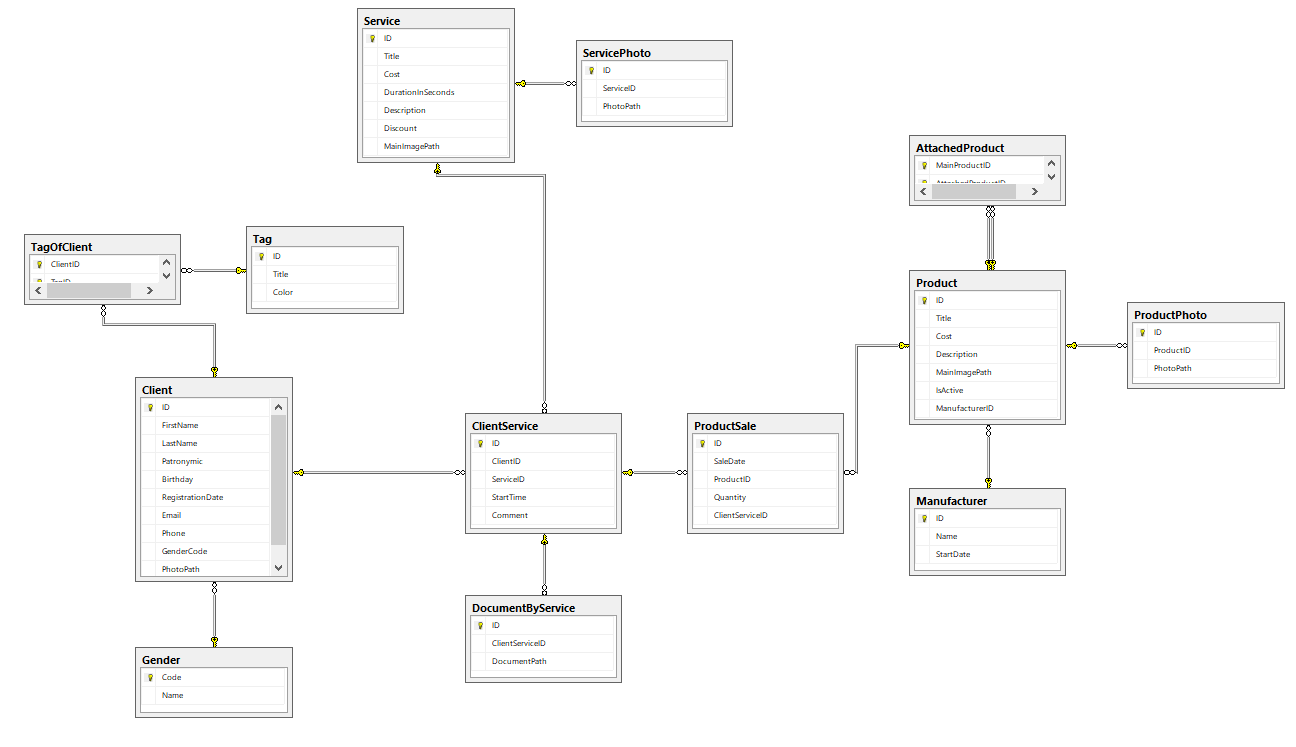 Service
ID
Title
Cost
DurationInSeconds
Description
Discount
MainImagePath
ServicePhoto
ID
ServiceID
PhotoPath
AttachedProduct
MainProductID
AttachedProductID
TagOfClient
ClientID
TagID
Tag
ID
Title
Color
Product
ID
Title
Cost
Description
MainImagePath
IsActive
ManufacturerID
ProductPhoto
ID
ProductID
PhotoPath
Client
ID
FirstName
LastName
Patronymic
Birthday
RegistrationDate
Email
Phone
GenderCode
PhotoPath
ClientService
ID
ClientID
ServiceID
StartTime
Comment
ProductSale
ID
SaleDate
ProductID
Quantity
ClientServiceID
Manufacturer
ID
Name
StartDate
DocumentByService
ID
ClientServiceID
DocumentPath
Gender
Code
Name